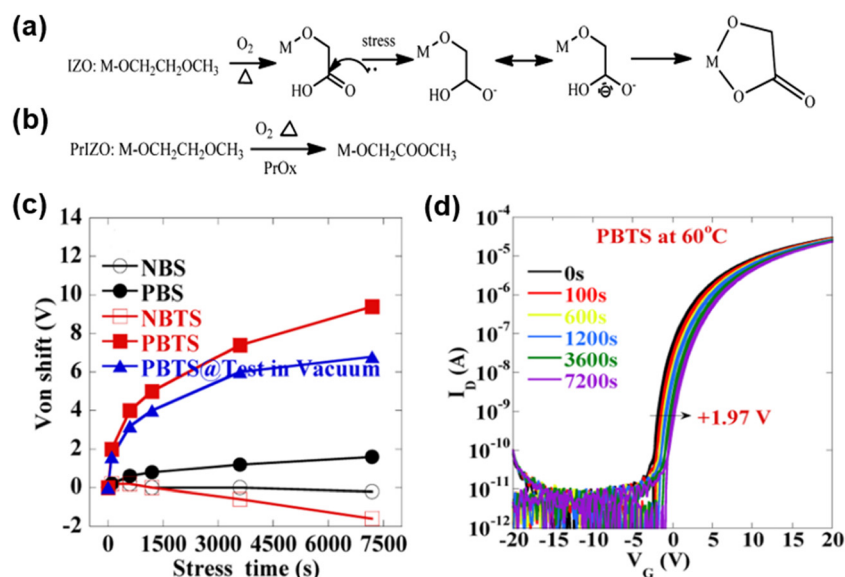 (a)
IZO: M-OCH2CH2OCH3
O2
△
M
O
HO
O
stress
M
O
HO
O-
M
O
HO
⊖
O-
O
M
O
O
(b)
PrIZO: M-OCH2CH2OCH3
O2 △
PrOx
M-OCH2COOCH3
(c)
14
12
10
8
6
4
2
0
-2
Von shift (V)
NBS
PBS
NBTS
PBTS
PBTS@Test in Vacuum
0 1500 3000 4500 6000 7500
Stress time (s)
(d)
10-4
10-5
10-6
10-7
10-8
10-9
10-10
10-11
10-12
ID (A)
PBTS at 60°C
0s
100s
600s
1200s
3600s
7200s
+1.97 V
-20 -15 -10 -5 0 5 10 15 20
VG (V)